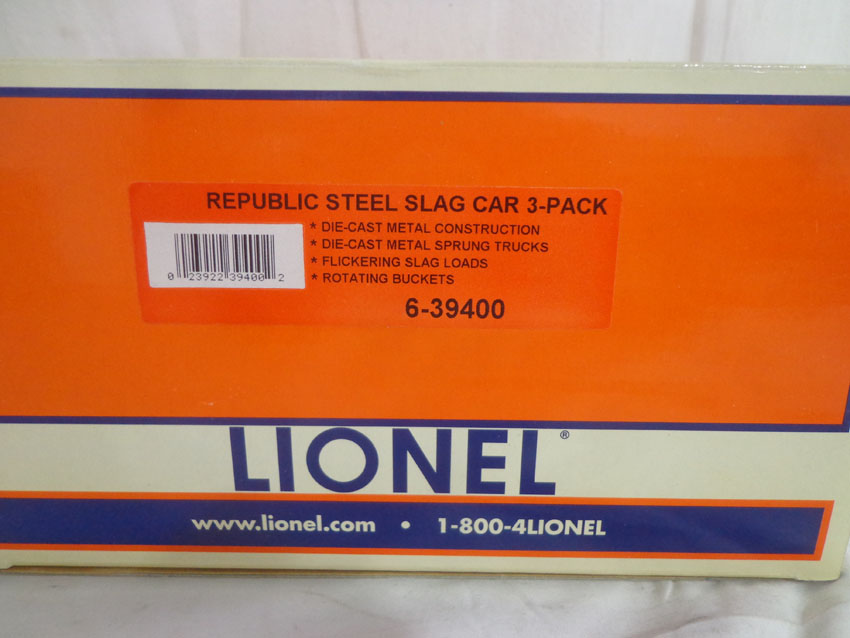 REPUBLIC STEEL SLAG CAR 3-PACK
* DIE-CAST METAL CONSTRUCTION
* DIE-CAST METAL SPRUNG TRUCKS
* FLICKERING SLAG LOADS
* ROTATING BUCKETS
0 23922 39400 2
6-39400
LIONEL®
www.lionel.com • 1-800-4LIONEL